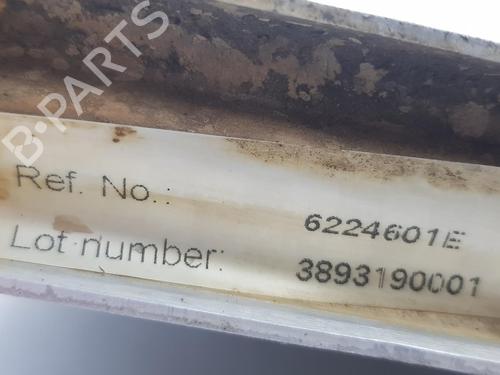 B-PARTS
Ref. No.: 6224601E
Lot number: 3893190001